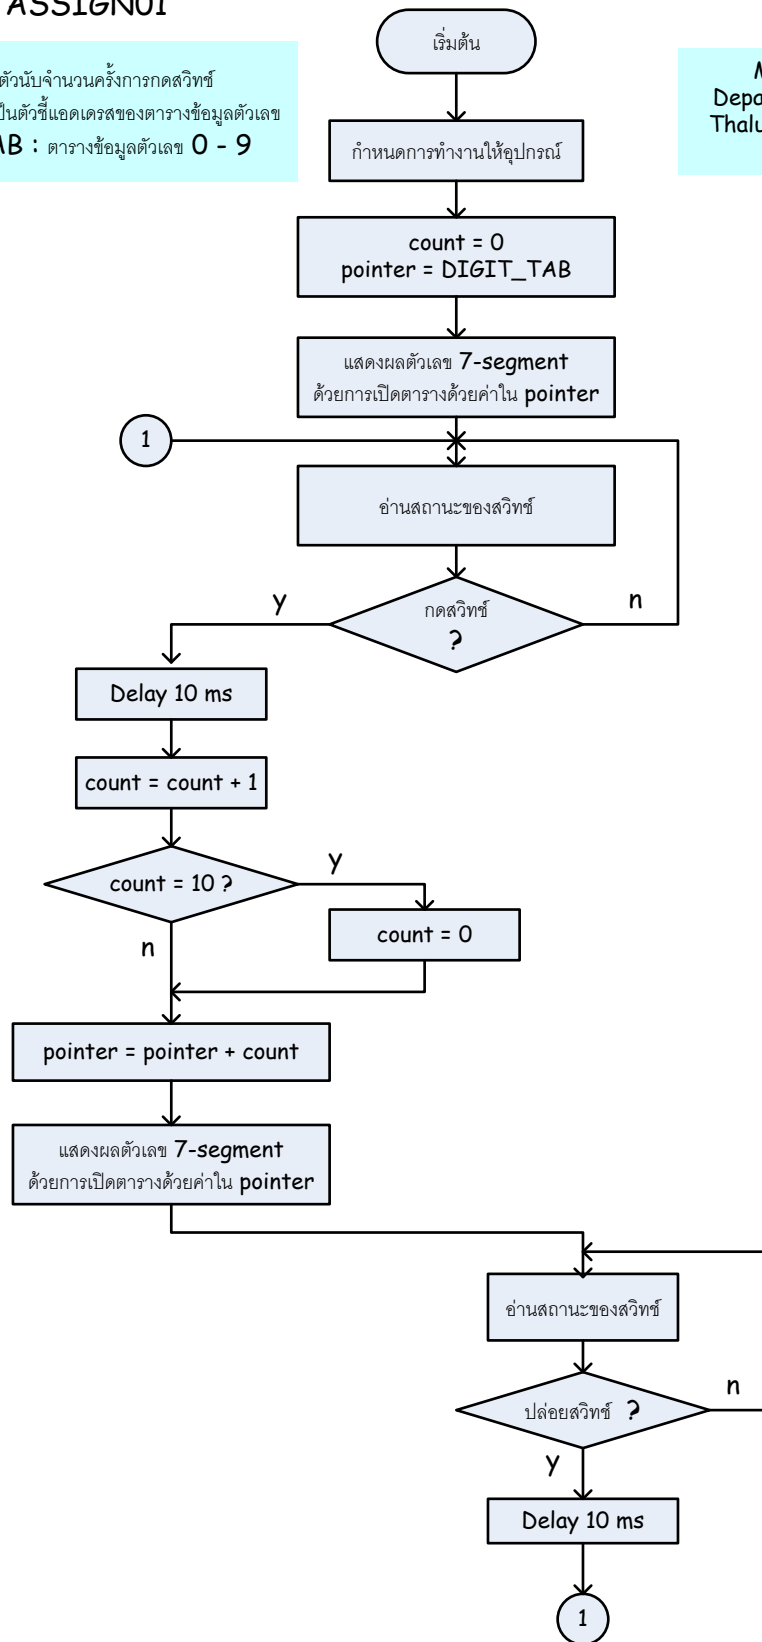 ASSIGN01
เริ่มต้น
ตัวนับจำนวนครั้งการกดสวิทช์
ป็นตัวชี้แอดเดรสของตารางข้อมูลตัวเลข
AB : ตารางข้อมูลตัวเลข 0 - 9
Depa
Thalu
กำหนดการทำงานให้อุปกรณ์
count = 0
pointer = DIGIT_TAB
แสดงผลตัวเลข 7-segment
ด้วยการเปิดตารางด้วยค่าใน pointer
1
อ่านสถานะของสวิทช์
กดสวิทช์
?
y
n
Delay 10 ms
count = count + 1
count = 10 ?
y
n
count = 0
pointer = pointer + count
แสดงผลตัวเลข 7-segment
ด้วยการเปิดตารางด้วยค่าใน pointer
อ่านสถานะของสวิทช์
ปล่อยสวิทช์ ?
n
y
Delay 10 ms
1